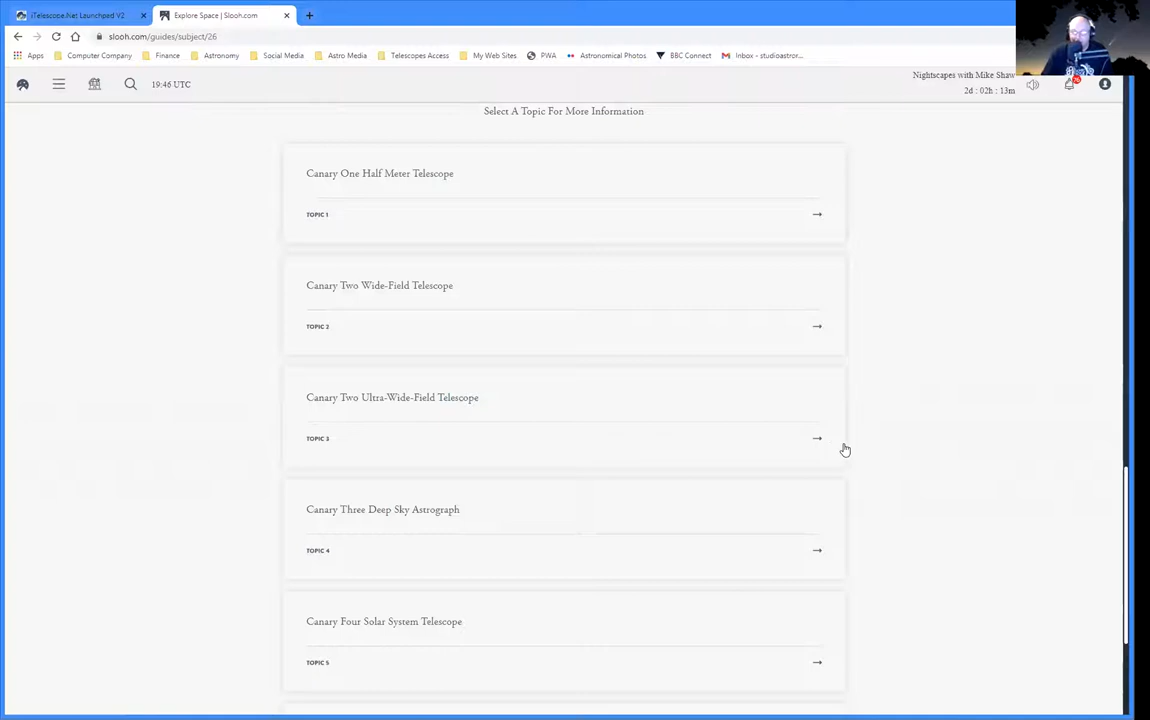 iTelescope.Net Launchpad V2
Explore Space | Slooh.com
slooh.com/guides/subject/26
Apps Computer Company Finance Astronomy Social Media Astro Media Telescopes Access My Web Sites PWA Astronomical Photos BBC Connect Inbox - studioastror...
19:46 UTC
Nightscapes with Mike Shaw
2d : 02h : 13m
Select A Topic For More Information
Canary One Half Meter Telescope
TOPIC 1
Canary Two Wide-Field Telescope
TOPIC 2
Canary Two Ultra-Wide-Field Telescope
TOPIC 3
Canary Three Deep Sky Astrograph
TOPIC 4
Canary Four Solar System Telescope
TOPIC 5